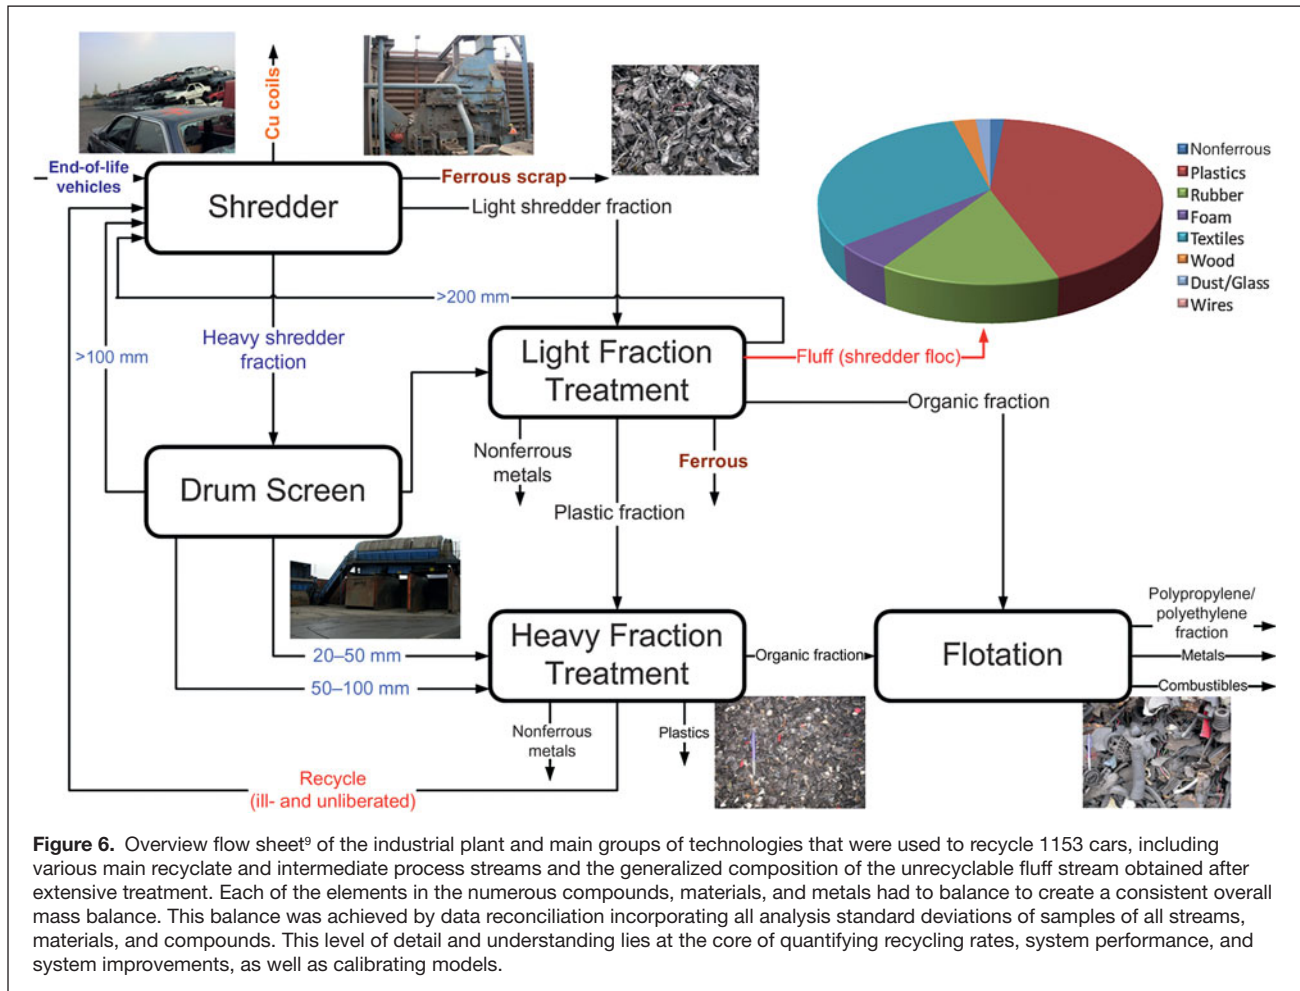 Cu coils
End-of-life
vehicles
Shredder
Ferrous scrap
Light shredder fraction
Nonferrous
Plastics
Rubber
Foam
Textiles
Wood
Dust/Glass
Wires
>200 mm
Heavy shredder
fraction
>100 mm
Light Fraction
Treatment
Fluff (shredder floc)
Organic fraction
Nonferrous
metals
Ferrous
Drum Screen
Plastic fraction
Heavy Fraction
Treatment
20–50 mm
50–100 mm
Organic fraction
Flotation
Polypropylene/
polyethylene
fraction
Metals
Combustibles
Nonferrous
metals
Plastics
Recycle
(ill- and unliberated)
Figure 6. Overview flow sheet⁹ of the industrial plant and main groups of technologies that were used to recycle 1153 cars, including
various main recyclate and intermediate process streams and the generalized composition of the unrecyclable fluff stream obtained after
extensive treatment. Each of the elements in the numerous compounds, materials, and metals had to balance to create a consistent overall
mass balance. This balance was achieved by data reconciliation incorporating all analysis standard deviations of samples of all streams,
materials, and compounds. This level of detail and understanding lies at the core of quantifying recycling rates, system performance, and
system improvements, as well as calibrating models.